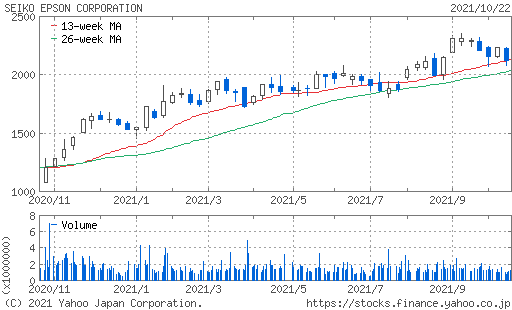 SEIKO EPSON CORPORATION 2021/10/22
13-week MA
26-week MA
2500
2000
1500
1000
2020/11 2021/1 2021/3 2021/5 2021/7 2021/9
Volume
8
6
4
2
0
(x1000000)
2020/11 2021/1 2021/3 2021/5 2021/7 2021/9
(C) 2021 Yahoo Japan Corporation. https://stocks.finance.yahoo.co.jp/